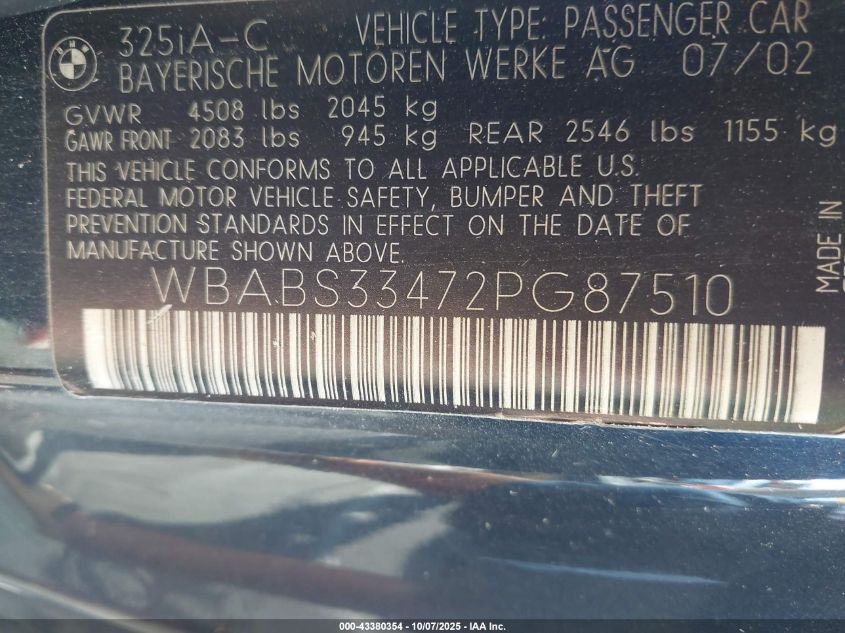 325iA-C VEHICLE TYPE PASSENGER CAR
BMW
BAYERISCHE MOTOREN WERKE AG 07/02
GVWR 4508 lbs 2045 kg
GAWR FRONT 2083 lbs 945 kg REAR 2546 lbs 1155 kg
THIS VEHICLE CONFORMS TO ALL APPLICABLE U.S.
FEDERAL MOTOR VEHICLE SAFETY, BUMPER AND THEFT
PREVENTION STANDARDS IN EFFECT ON THE DATE OF
MANUFACTURE SHOWN ABOVE.
MADE IN
WBABS33472PG87510
000-43380354 - 10/07/2025 - IAA Inc.